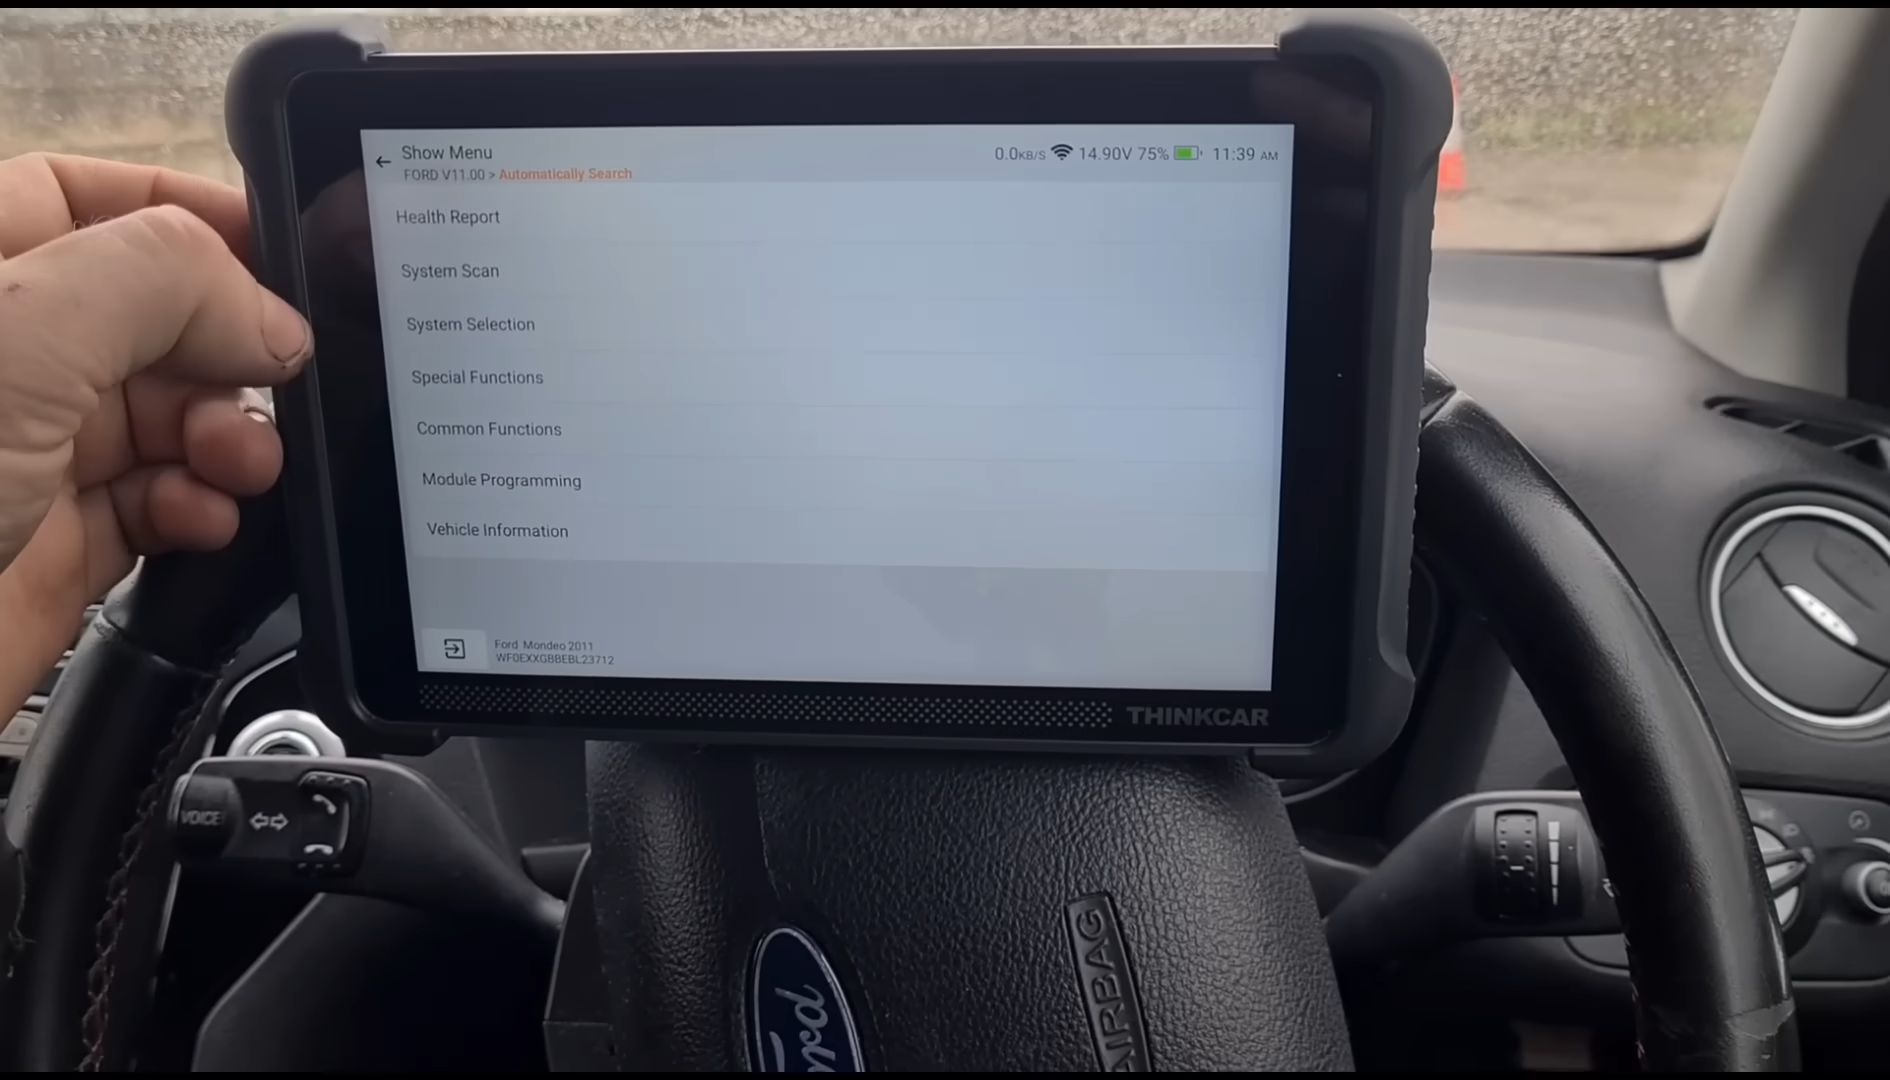 Show Menu
0.0KB/S 14.90V 75% 11:39 AM
FORD V11.00 > Automatically Search
Health Report
System Scan
System Selection
Special Functions
Common Functions
Module Programming
Vehicle Information
Ford Mondeo 2011
WF0EXXGBBEBL23712
THINKCAR
VOICE
Ford
AIRBAG